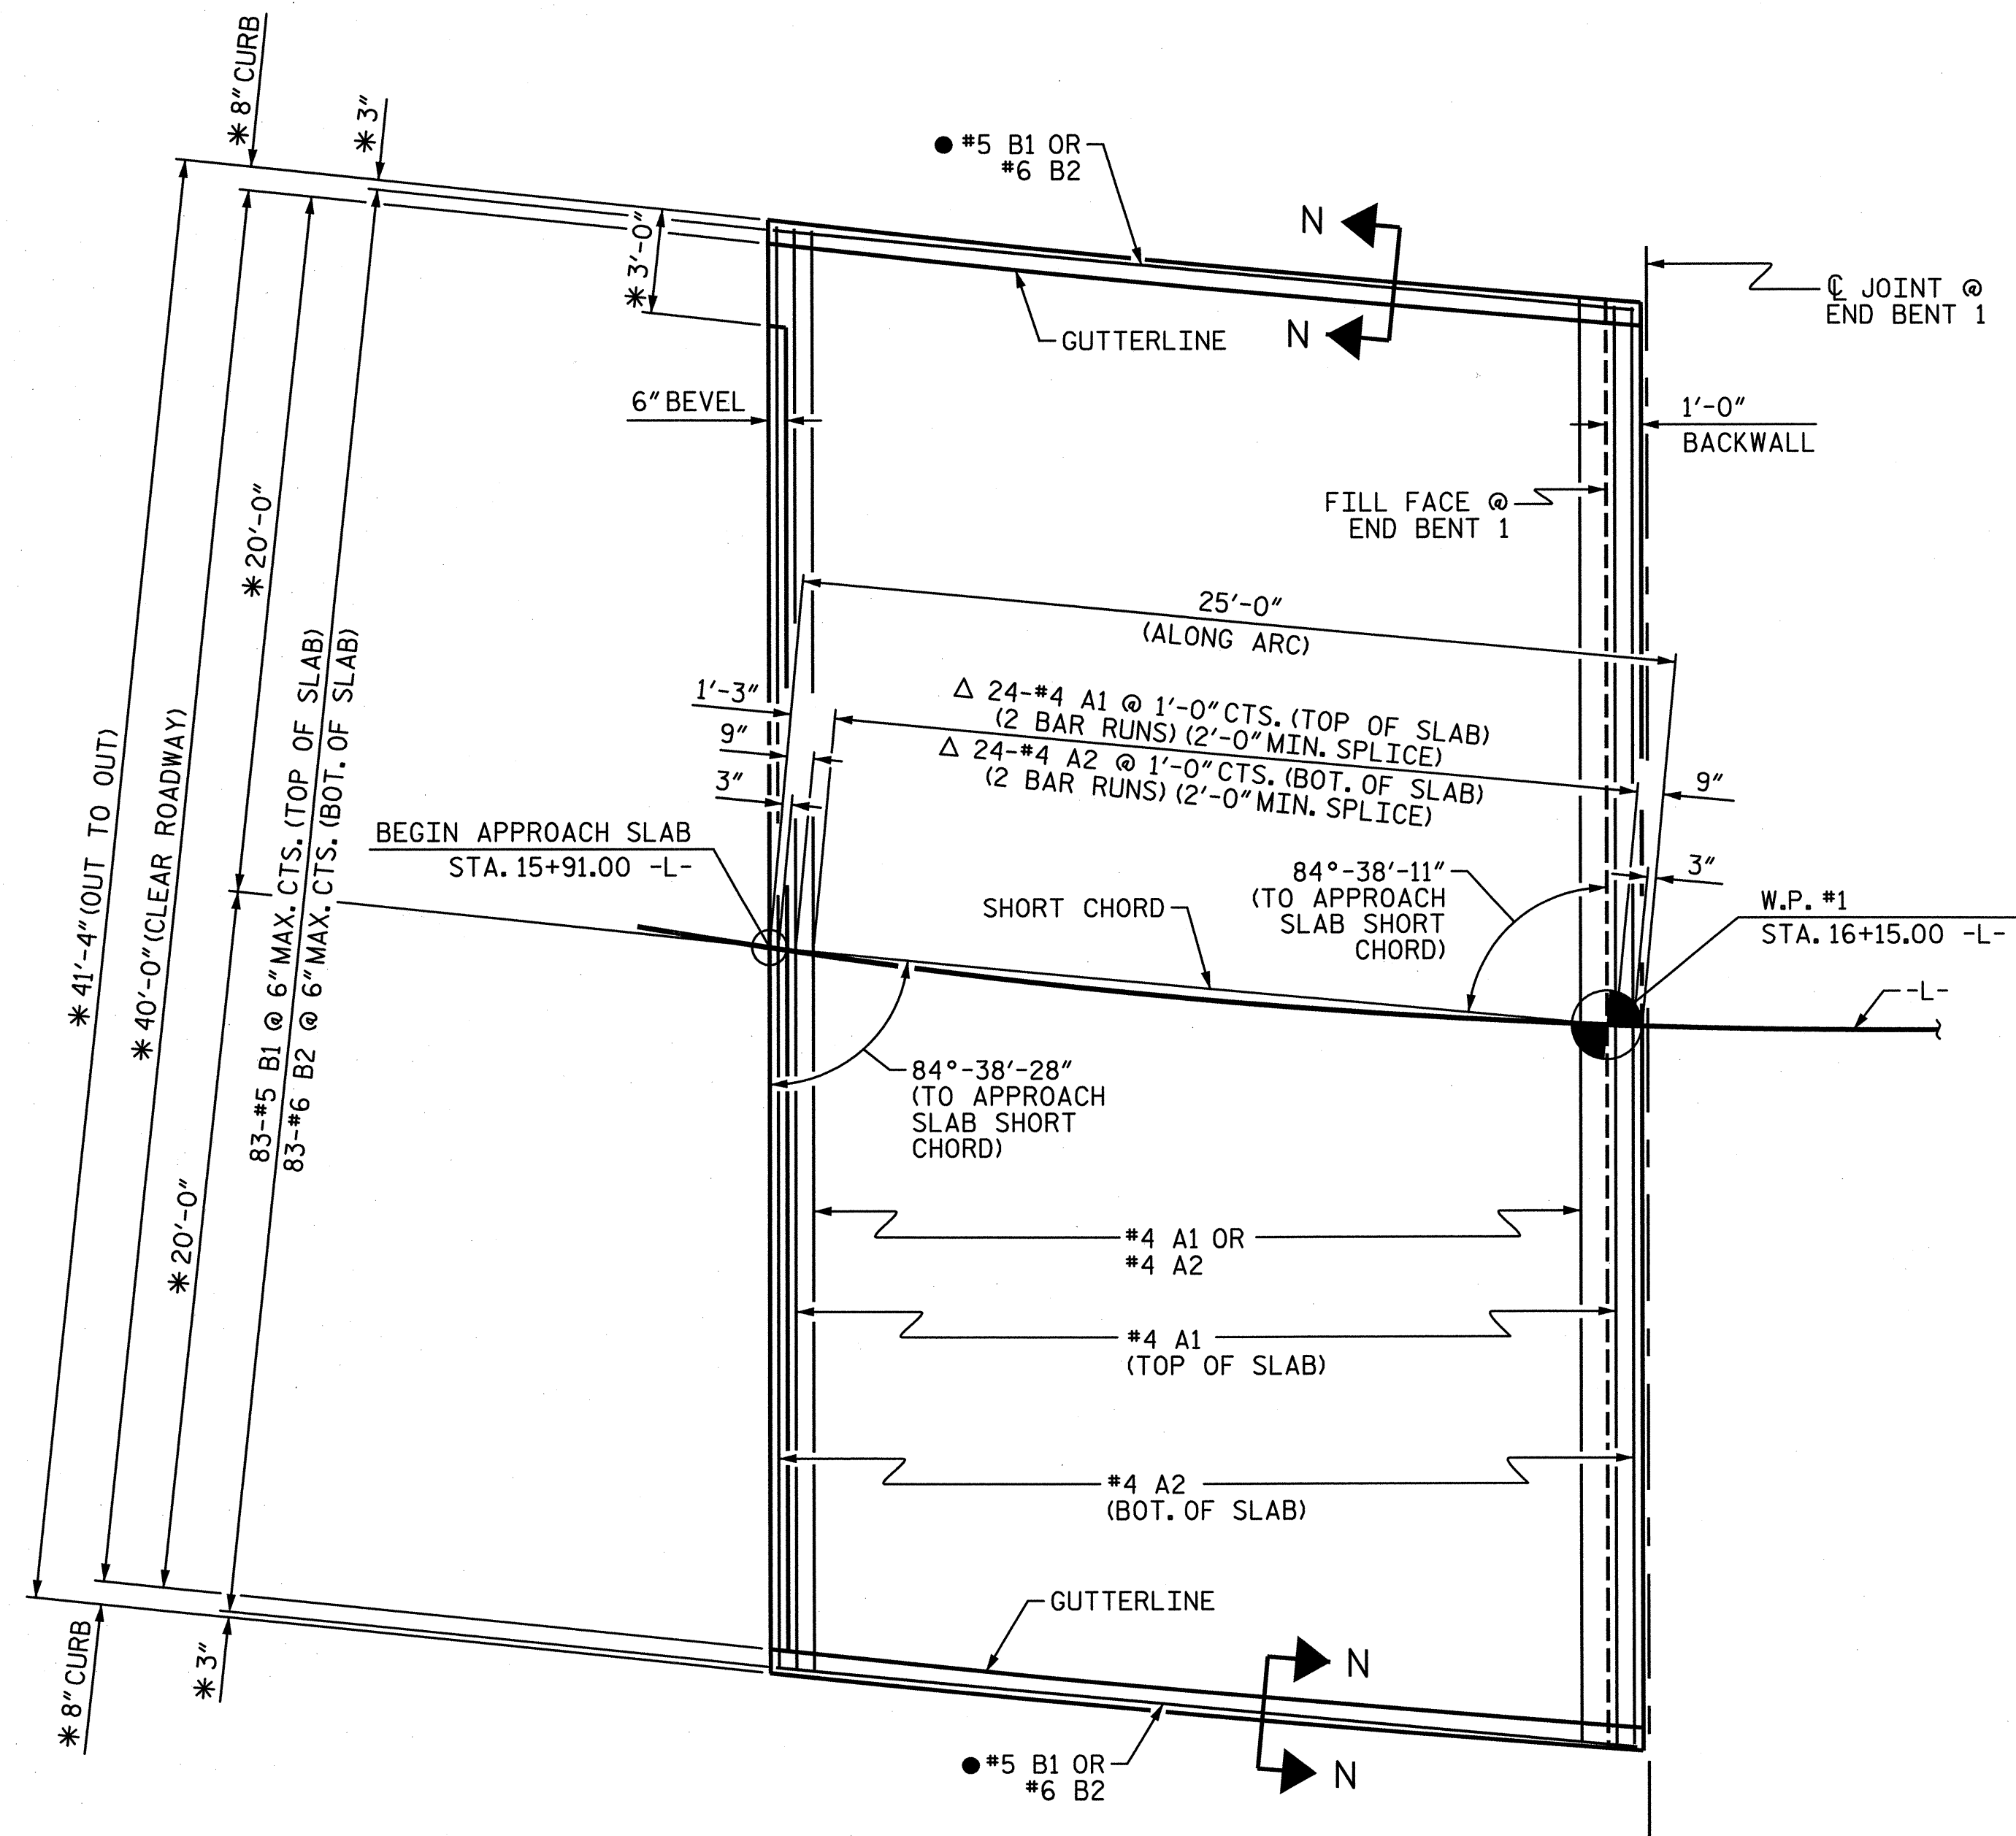 ✱8" CURB
✱3"
● #5 B1 OR
#6 B2
N
N
✱3'-0"
GUTTERLINE
℄ JOINT @
END BENT 1
6" BEVEL
1'-0"
BACKWALL
FILL FACE @
END BENT 1
✱20'-0"
25'-0"
(ALONG ARC)
1'-3"
9"
3"
Δ 24-#4 A1 @ 1'-0" CTS. (TOP OF SLAB)
(2 BAR RUNS) (2'-0" MIN. SPLICE)
Δ 24-#4 A2 @ 1'-0" CTS. (BOT. OF SLAB)
(2 BAR RUNS) (2'-0" MIN. SPLICE)
9"
3"
✱41'-4" (OUT TO OUT)
✱40'-0" (CLEAR ROADWAY)
83-#5 B1 @ 6" MAX. CTS. (TOP OF SLAB)
83-#6 B2 @ 6" MAX. CTS. (BOT. OF SLAB)
BEGIN APPROACH SLAB
STA. 15+91.00 -L-
84°-38'-11"
(TO APPROACH
SLAB SHORT
CHORD)
SHORT CHORD
W.P. #1
STA. 16+15.00 -L-
-L-
84°-38'-28"
(TO APPROACH
SLAB SHORT
CHORD)
✱20'-0"
#4 A1 OR
#4 A2
#4 A1
(TOP OF SLAB)
#4 A2
(BOT. OF SLAB)
GUTTERLINE
✱8" CURB
✱3"
N
N
● #5 B1 OR
#6 B2